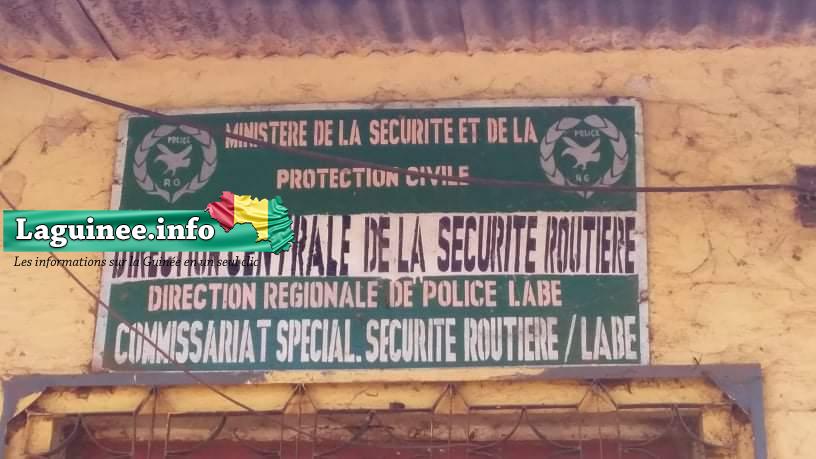 MINISTERE DE LA SECURITE ET DE LA
PROTECTION CIVILE
POLICE
RG
POLICE
RG
DE LA SECURITE ROUTIERE
DIRECTION REGIONALE DE POLICE LABE
COMMISSARIAT SPECIAL. SECURITE ROUTIERE / LABE
Laguinee.info
Les informations sur la Guinée en un seul clic